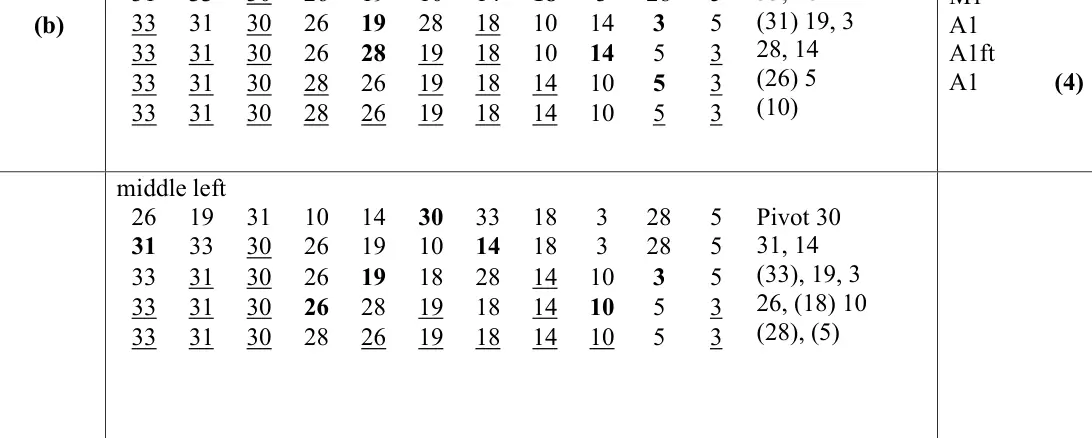 (b) 33 31 30 26 19 28 18 10 14 3 5 (31) 19, 3 A1
33 31 30 26 28 19 18 10 14 5 3 28, 14 A1ft
33 31 30 28 26 19 18 14 10 5 3 (26) 5 A1 (4)
33 31 30 28 26 19 18 14 10 5 3 (10)
middle left
26 19 31 10 14 30 33 18 3 28 5 Pivot 30
31 33 30 26 19 10 14 18 3 28 5 31, 14
33 31 30 26 19 18 28 14 10 3 5 (33), 19, 3
33 31 30 26 28 19 18 14 10 5 3 26, (18) 10
33 31 30 28 26 19 18 14 10 5 3 (28), (5)